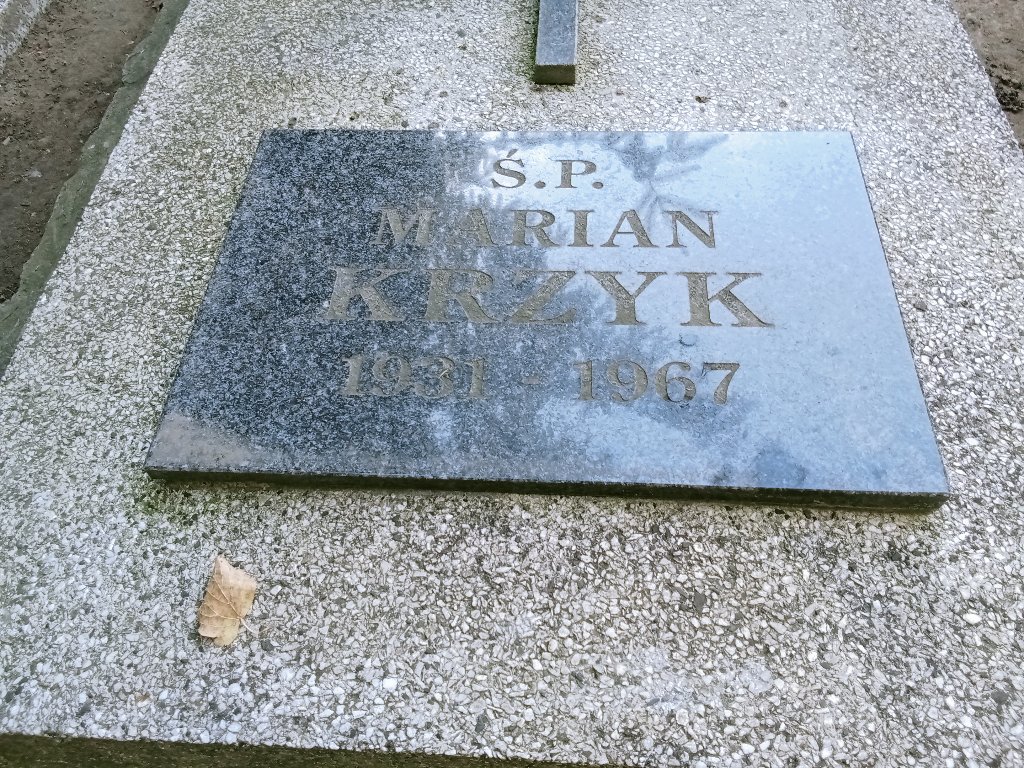 Ś.P.
MARIAN
KRZYK
1931 - 1967